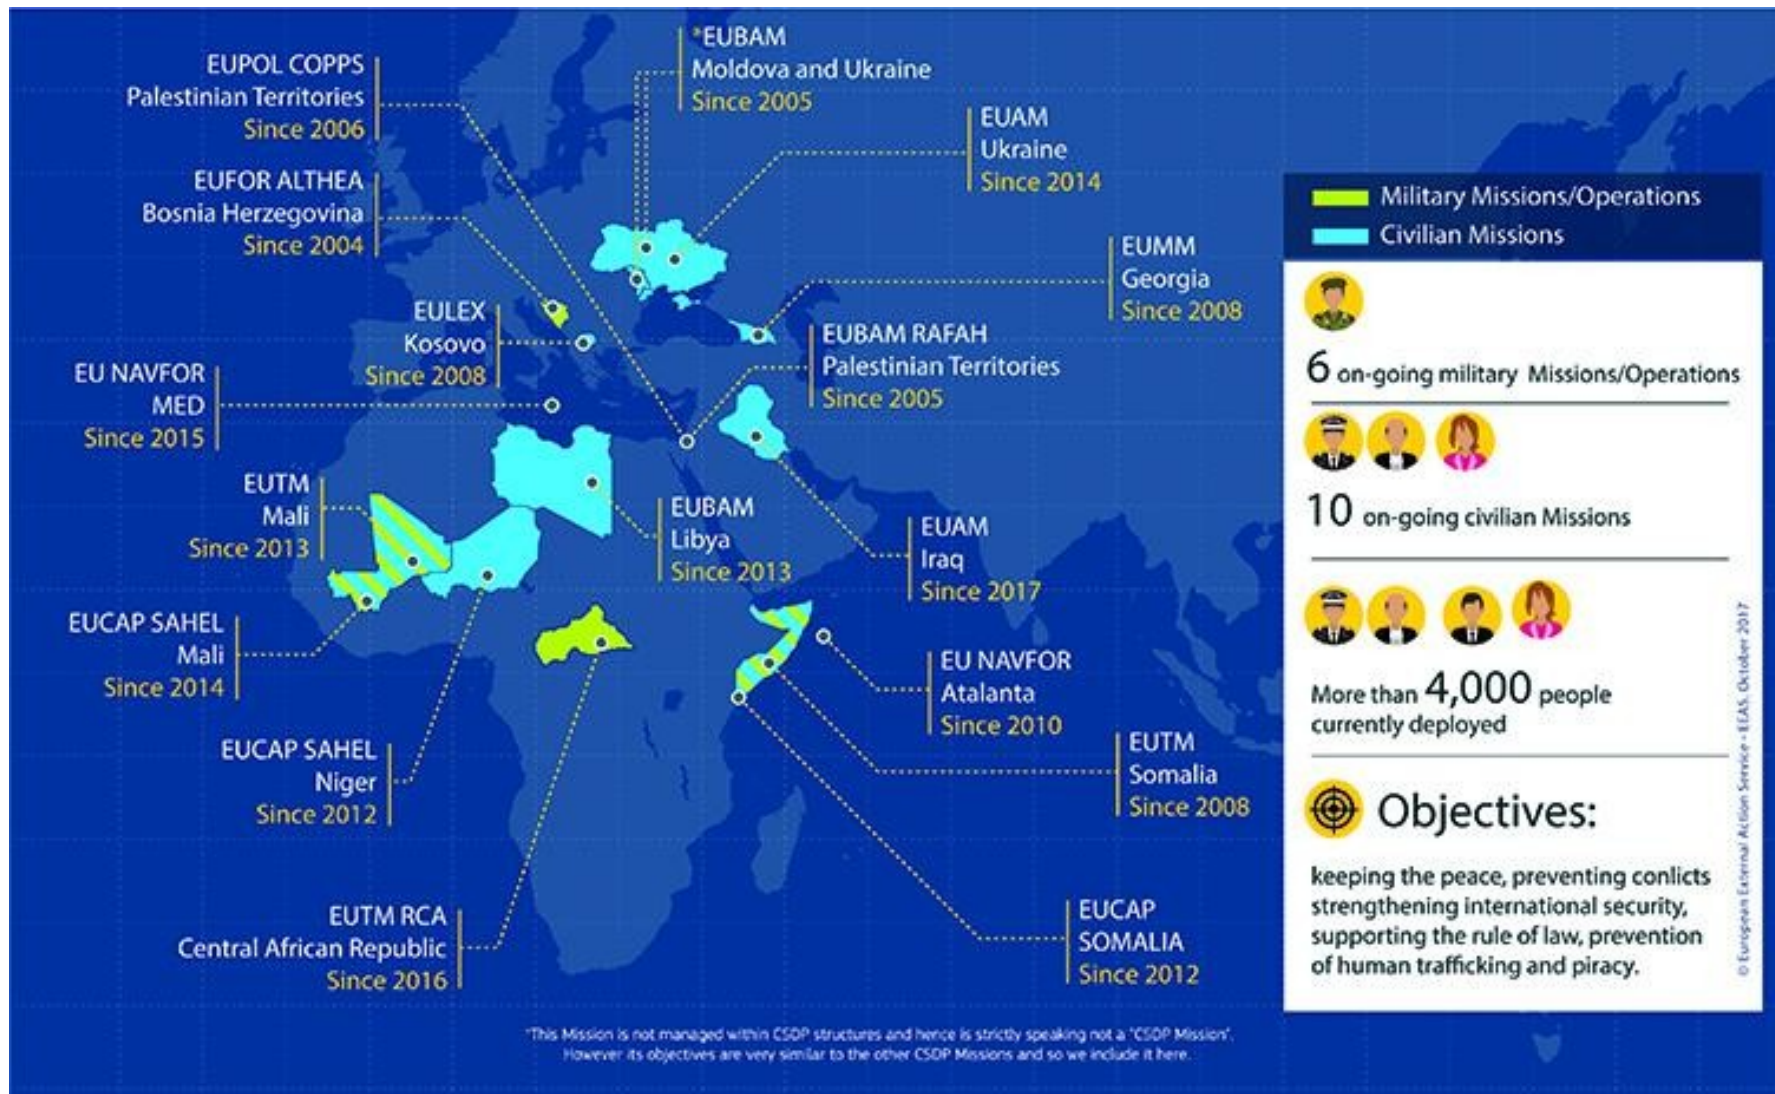 EUPOL COPPS
Palestinian Territories
Since 2006
EUFOR ALTHEA
Bosnia Herzegovina
Since 2004
EULEX
Kosovo
Since 2008
EU NAVFOR
MED
Since 2015
EUTM
Mali
Since 2013
EUCAP SAHEL
Mali
Since 2014
EUCAP SAHEL
Niger
Since 2012
EUTM RCA
Central African Republic
Since 2016
*EUBAM
Moldova and Ukraine
Since 2005
EUAM
Ukraine
Since 2014
EUMM
Georgia
Since 2008
EUBAM RAFAH
Palestinian Territories
Since 2005
EUBAM
Libya
Since 2013
EUAM
Iraq
Since 2017
EU NAVFOR
Atalanta
Since 2010
EUTM
Somalia
Since 2008
EUCAP
SOMALIA
Since 2012
*This Mission is not managed within CSDP structures and hence is strictly speaking not a "CSDP Mission".
However its objectives are very similar to the other CSDP Missions and so we include it here.
Military Missions/Operations
Civilian Missions
6 on-going military Missions/Operations
10 on-going civilian Missions
More than 4,000 people
currently deployed
Objectives:
keeping the peace, preventing conlicts
strengthening international security,
supporting the rule of law, prevention
of human trafficking and piracy.
© European External Action Service - EEAS. October 2017